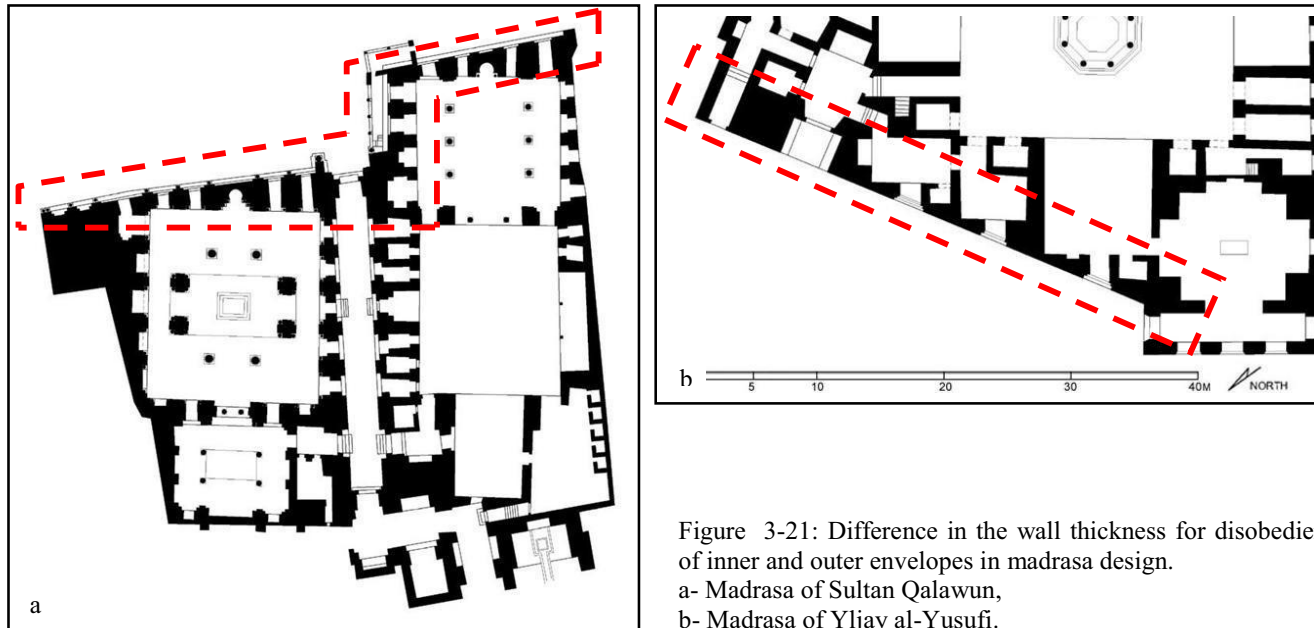 a
b
5 10 20 30 40M NORTH
Figure 3-21: Difference in the wall thickness for disobedie
of inner and outer envelopes in madrasa design.
a- Madrasa of Sultan Qalawun,
b- Madrasa of Yljay al-Yusufi.